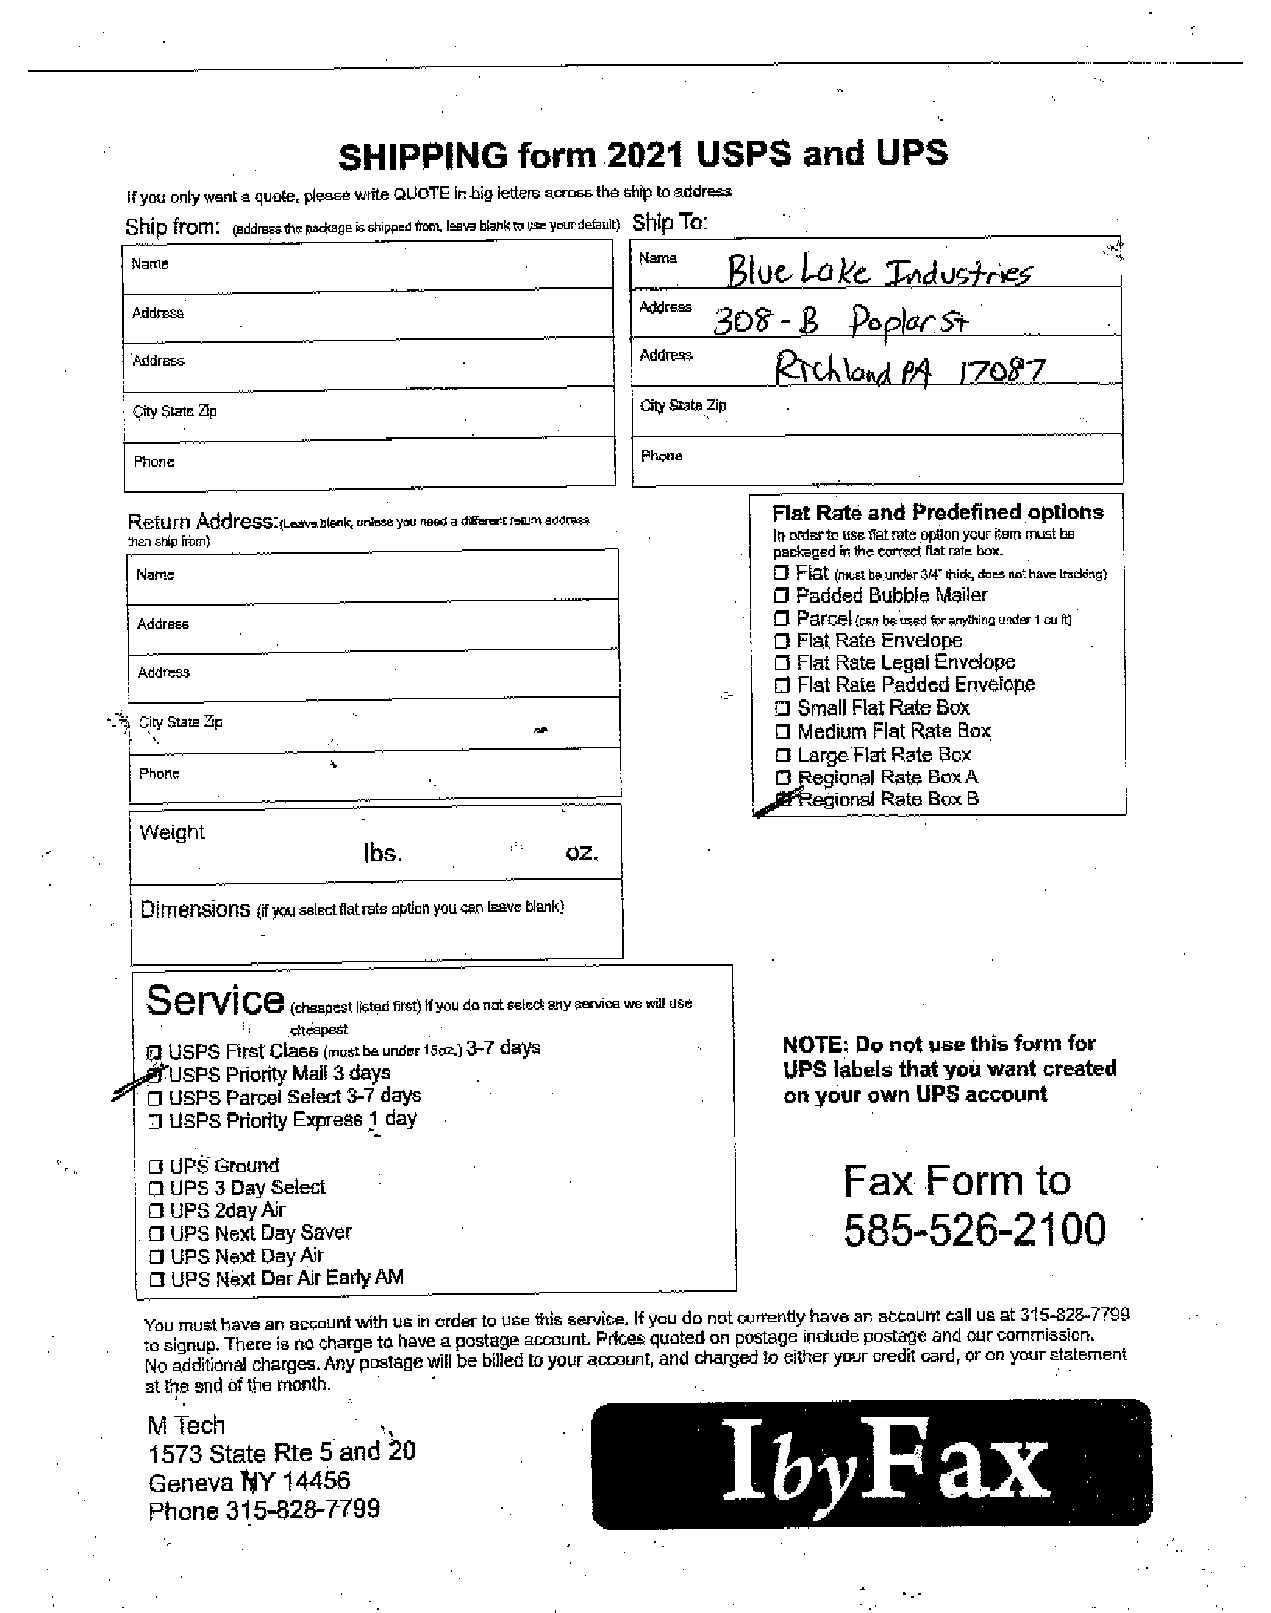 SHIPPING form 2021 USPS and UPS
If you only want a quote, please write QUOTE in big letters across the ship to address
Ship from: (address the package is shipped from, leave blank to use your default)
Name
Address
Address
City State Zip
Phone
Ship To:
Name Blue Lake Industries
Address 308-B Poplar St
Address Richland PA 17087
City State Zip
Phone
Return Address: (Leave blank, unless you need a different return address
then ship from)
Name
Address
Address
City State Zip
Phone
Weight
lbs. oz.
Dimensions (if you select flat rate option you can leave blank)
Flat Rate and Predefined options
In order to use flat rate option your item must be
packaged in the correct flat rate box.
☐ Flat (must be under 3/4" thick, does not have tracking)
☐ Padded Bubble Mailer
☐ Parcel (can be used for anything under 1 cu ft)
☐ Flat Rate Envelope
☐ Flat Rate Legal Envelope
☐ Flat Rate Padded Envelope
☐ Small Flat Rate Box
☐ Medium Flat Rate Box
☐ Large Flat Rate Box
☐ Regional Rate Box A
☑ Regional Rate Box B
Service (cheapest listed first) If you do not select any service we will use
cheapest
☐ USPS First Class (must be under 15oz.) 3-7 days
☑ USPS Priority Mail 3 days
☐ USPS Parcel Select 3-7 days
☐ USPS Priority Express 1 day
☐ UPS Ground
☐ UPS 3 Day Select
☐ UPS 2day Air
☐ UPS Next Day Saver
☐ UPS Next Day Air
☐ UPS Next Dar Air Early AM
NOTE: Do not use this form for
UPS labels that you want created
on your own UPS account
Fax Form to
585-526-2100
You must have an account with us in order to use this service. If you do not currently have an account call us at 315-828-7799
to signup. There is no charge to have a postage account. Prices quoted on postage include postage and our commission.
No additional charges. Any postage will be billed to your account, and charged to either your credit card, or on your statement
at the end of the month.
M Tech
1573 State Rte 5 and 20
Geneva NY 14456
Phone 315-828-7799
IbyFax